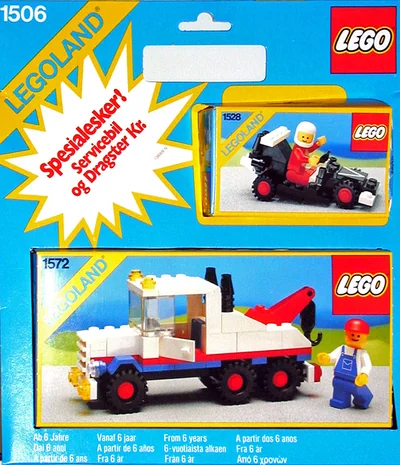 1506
LEGOLAND
LEGO
Spesialesker!
Servicebil
og Dragster Kr.
1528
LEGOLAND
LEGO
1572
LEGOLAND
LEGO
Ab 6 Jahre Vanaf 6 jaar From 6 years A partir dos 6 anos
Dai 6 anni A partir de 6 años Fra 6 år
A partir de 6 ans Fra 6 år 6-vuotiaista alkaen
Från 6 år Από 6 χρονών